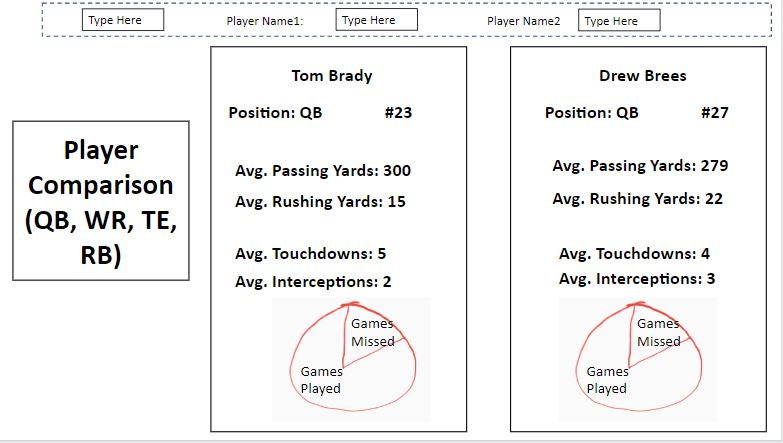 Type Here Player Name1: Type Here Player Name2 Type Here
Player
Comparison
(QB, WR, TE,
RB)
Tom Brady
Position: QB #23
Avg. Passing Yards: 300
Avg. Rushing Yards: 15
Avg. Touchdowns: 5
Avg. Interceptions: 2
Games
Missed
Games
Played
Drew Brees
Position: QB #27
Avg. Passing Yards: 279
Avg. Rushing Yards: 22
Avg. Touchdowns: 4
Avg. Interceptions: 3
Games
Missed
Games
Played